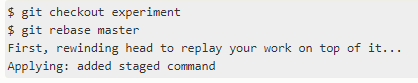 $ git checkout experiment
$ git rebase master
First, rewinding head to replay your work on top of it...
Applying: added staged command